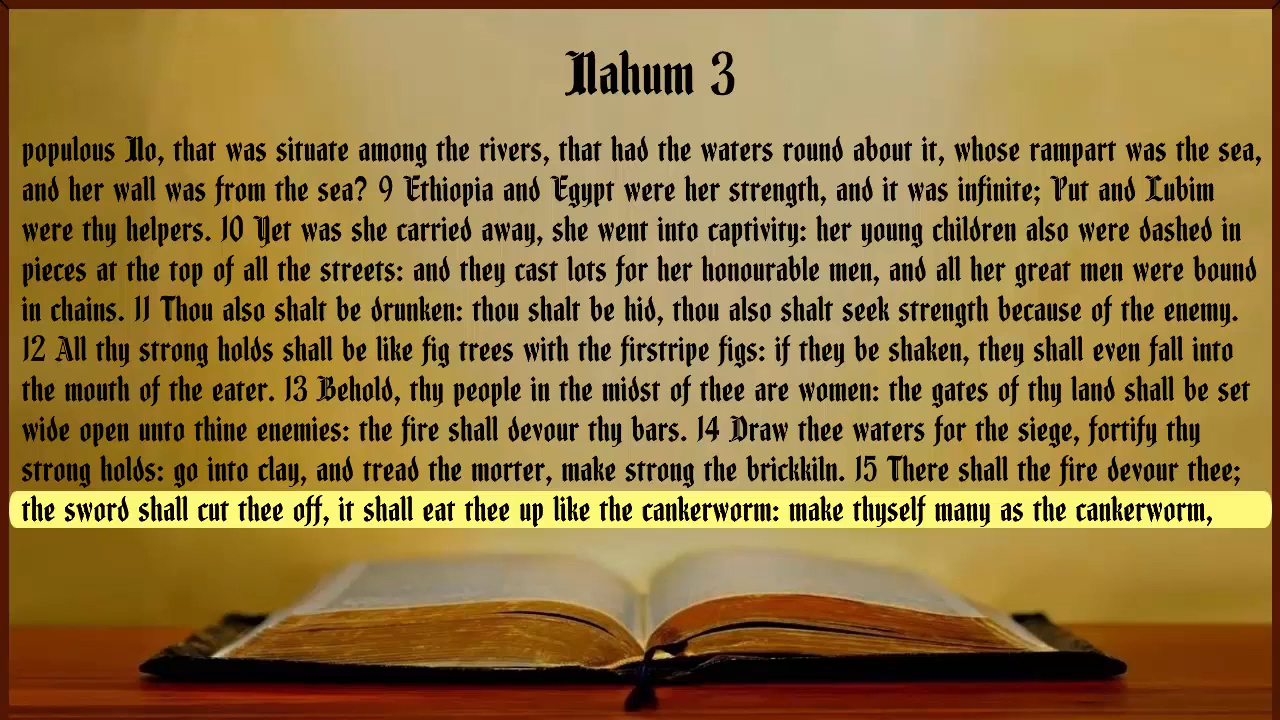 Nahum 3
populous No, that was situate among the rivers, that had the waters round about it, whose rampart was the sea,
and her wall was from the sea? 9 Ethiopia and Egypt were her strength, and it was infinite; Put and Lubim
were thy helpers. 10 Yet was she carried away, she went into captivity: her young children also were dashed in
pieces at the top of all the streets: and they cast lots for her honourable men, and all her great men were bound
in chains. 11 Thou also shalt be drunken: thou shalt be hid, thou also shalt seek strength because of the enemy.
12 All thy strong holds shall be like fig trees with the firstripe figs: if they be shaken, they shall even fall into
the mouth of the eater. 13 Behold, thy people in the midst of thee are women: the gates of thy land shall be set
wide open unto thine enemies: the fire shall devour thy bars. 14 Draw thee waters for the siege, fortify thy
strong holds: go into clay, and tread the morter, make strong the brickkiln. 15 There shall the fire devour thee;
the sword shall cut thee off, it shall eat thee up like the cankerworm: make thyself many as the cankerworm,